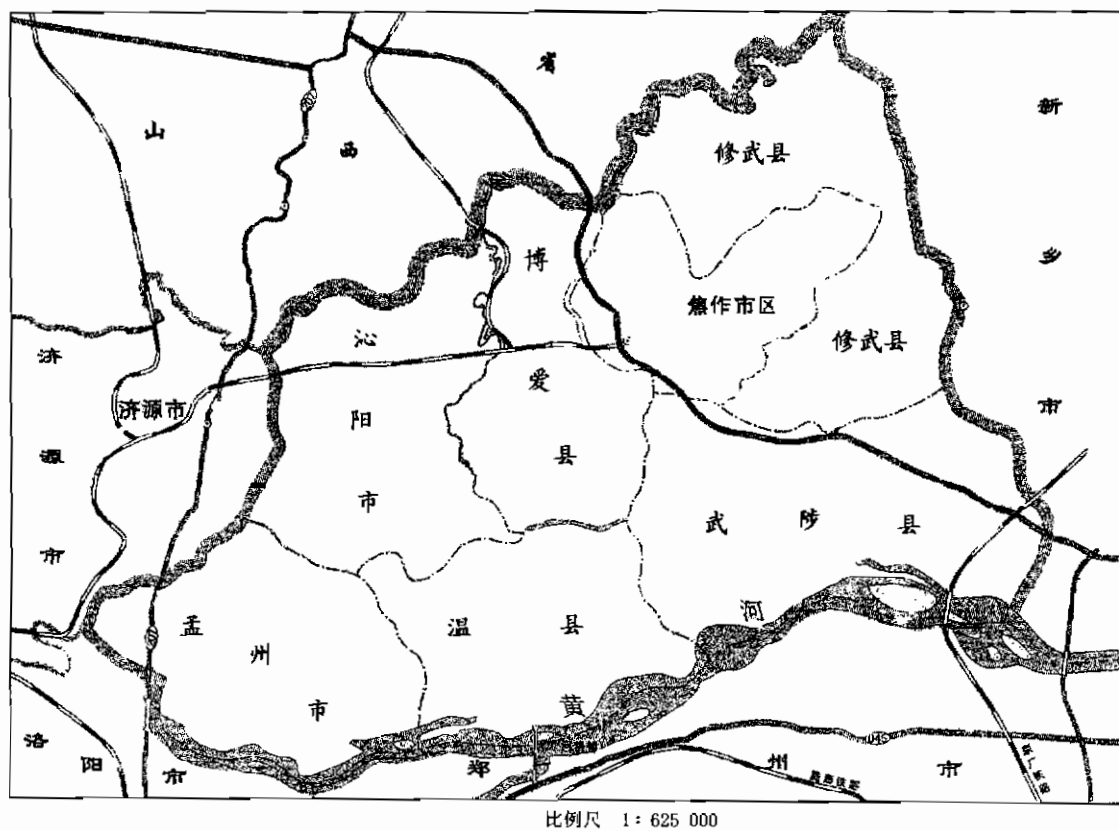 山西省
新乡市
修武县
博爱县
焦作市区
修武县
沁阳市
济源市
济源市
武陟县
孟州市
温县
黄河
洛阳市
郑州市
比例尺 1：625 000